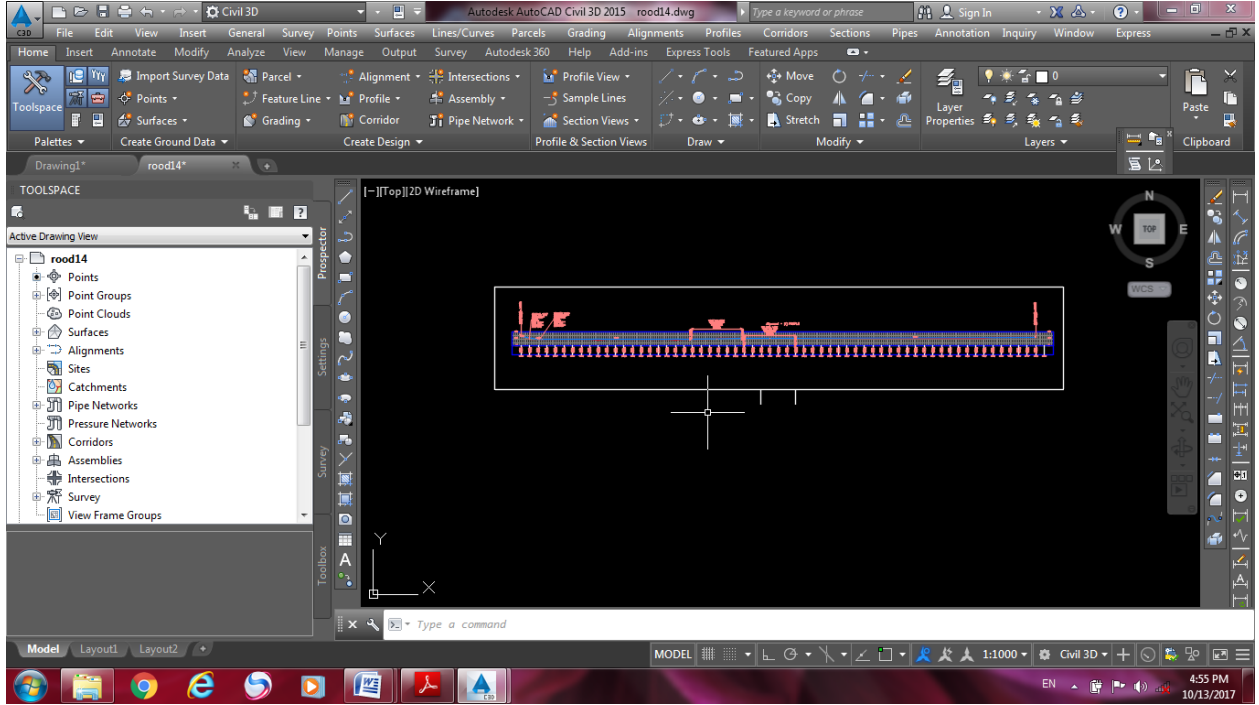 Civil 3D
Autodesk AutoCAD Civil 3D 2015 rood14.dwg
Type a keyword or phrase
Sign In
C3D
File Edit View Insert General Survey Points Surfaces Lines/Curves Parcels Grading Alignments Profiles Corridors Sections Pipes Annotation Inquiry Window Express
Home Insert Annotate Modify Analyze View Manage Output Survey Autodesk 360 Help Add-ins Express Tools Featured Apps
Toolspace
Import Survey Data Parcel Alignment Intersections Profile View Move 0
Points Feature Line Profile Assembly Sample Lines Copy
Surfaces Grading Corridor Pipe Network Section Views Stretch
Layer Properties
Paste
Palettes Create Ground Data Create Design Profile & Section Views Draw Modify Layers Clipboard
Drawing1* rood14*
TOOLSPACE
Active Drawing View
rood14
Points
Point Groups
Point Clouds
Surfaces
Alignments
Sites
Catchments
Pipe Networks
Pressure Networks
Corridors
Assemblies
Intersections
Survey
View Frame Groups
Prospector
Settings
Survey
Toolbox
[−][Top][2D Wireframe]
N
W TOP E
S
WCS
Y
X
Type a command
Model Layout1 Layout2
MODEL 1:1000 Civil 3D
EN 4:55 PM
10/13/2017